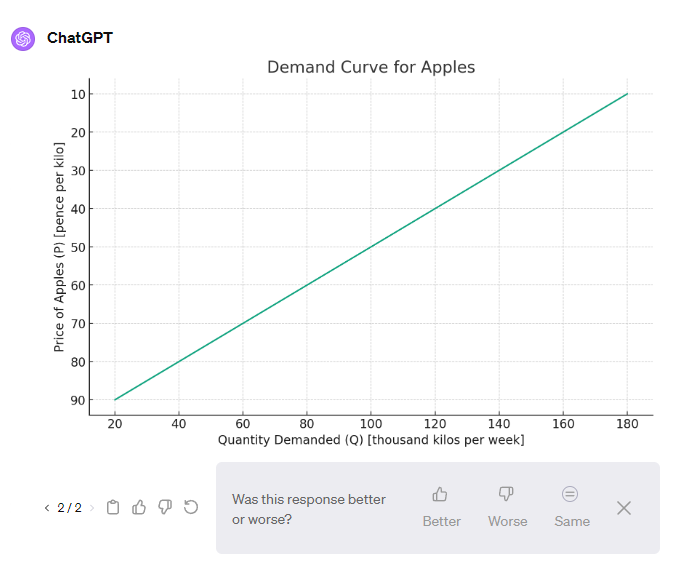 ChatGPT
Demand Curve for Apples
Price of Apples (P) [pence per kilo]
10
20
30
40
50
60
70
80
90
20 40 60 80 100 120 140 160 180
Quantity Demanded (Q) [thousand kilos per week]
< 2 / 2 >
Was this response better
or worse?
Better Worse Same